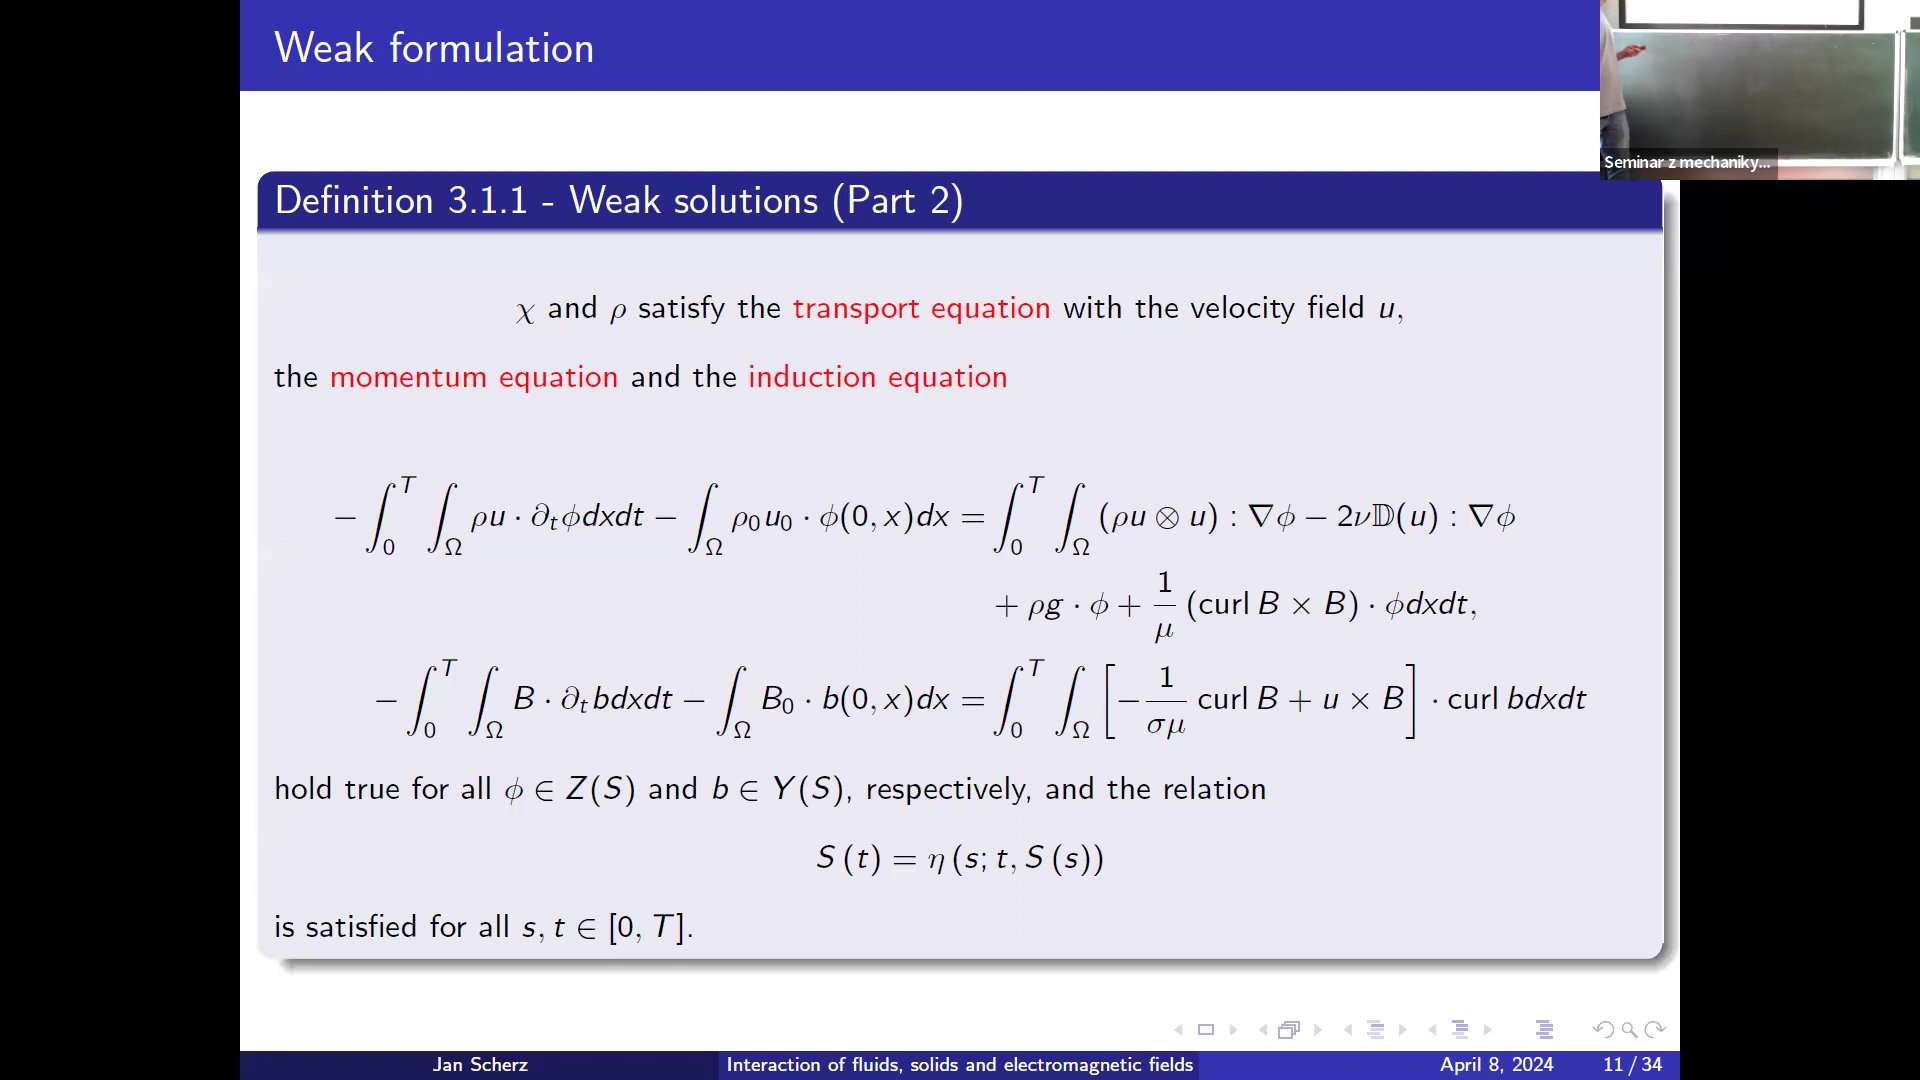 Weak formulation
Seminar z mechaniky...
Definition 3.1.1 - Weak solutions (Part 2)
χ and ρ satisfy the transport equation with the velocity field u,
the momentum equation and the induction equation
− ∫_0^T ∫_Ω ρu · ∂_tϕdxdt − ∫_Ω ρ_0u_0 · ϕ(0, x)dx = ∫_0^T ∫_Ω (ρu ⊗ u) : ∇ϕ − 2ν𝔻(u) : ∇ϕ
+ ρg · ϕ + 1/μ (curl B × B) · ϕdxdt,
− ∫_0^T ∫_Ω B · ∂_tbdxdt − ∫_Ω B_0 · b(0, x)dx = ∫_0^T ∫_Ω [− 1/σμ curl B + u × B] · curl bdxdt
hold true for all ϕ ∈ Z(S) and b ∈ Y(S), respectively, and the relation
S (t) = η (s; t, S (s))
is satisfied for all s, t ∈ [0, T].
Jan Scherz Interaction of fluids, solids and electromagnetic fields April 8, 2024 11 / 34